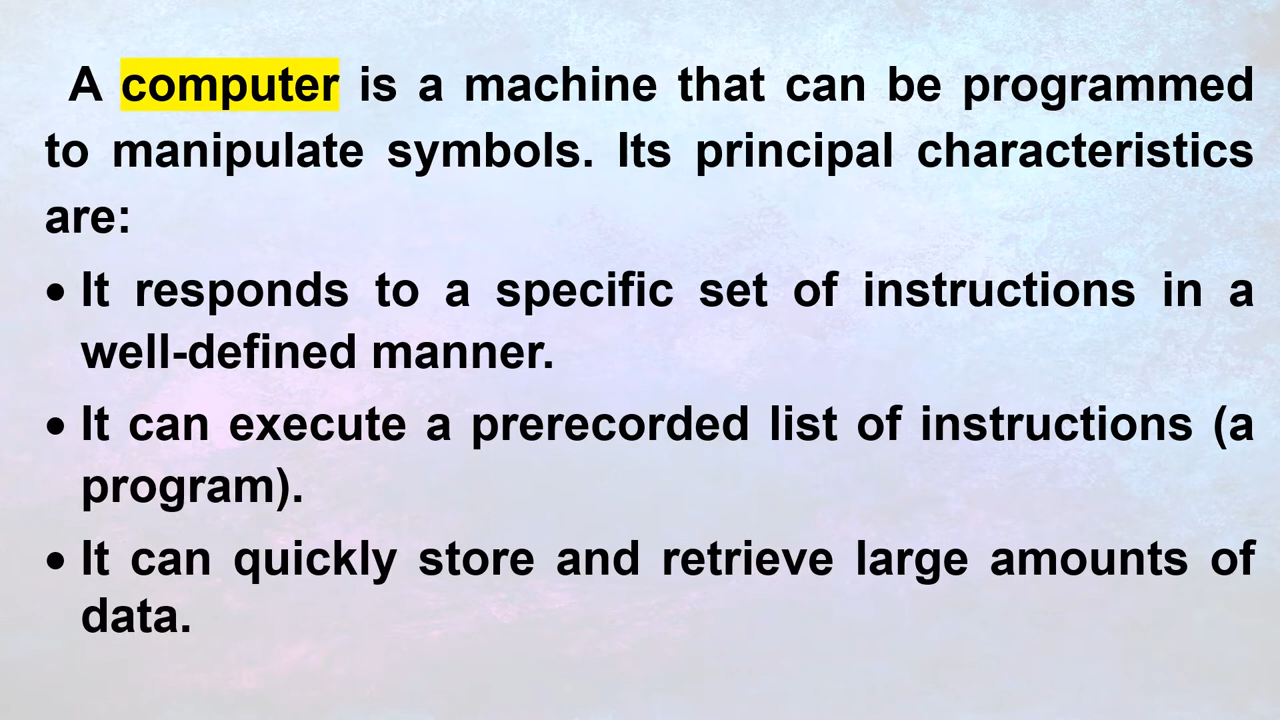 A computer is a machine that can be programmed
to manipulate symbols. Its principal characteristics
are:
• It responds to a specific set of instructions in a
well-defined manner.
• It can execute a prerecorded list of instructions (a
program).
• It can quickly store and retrieve large amounts of
data.